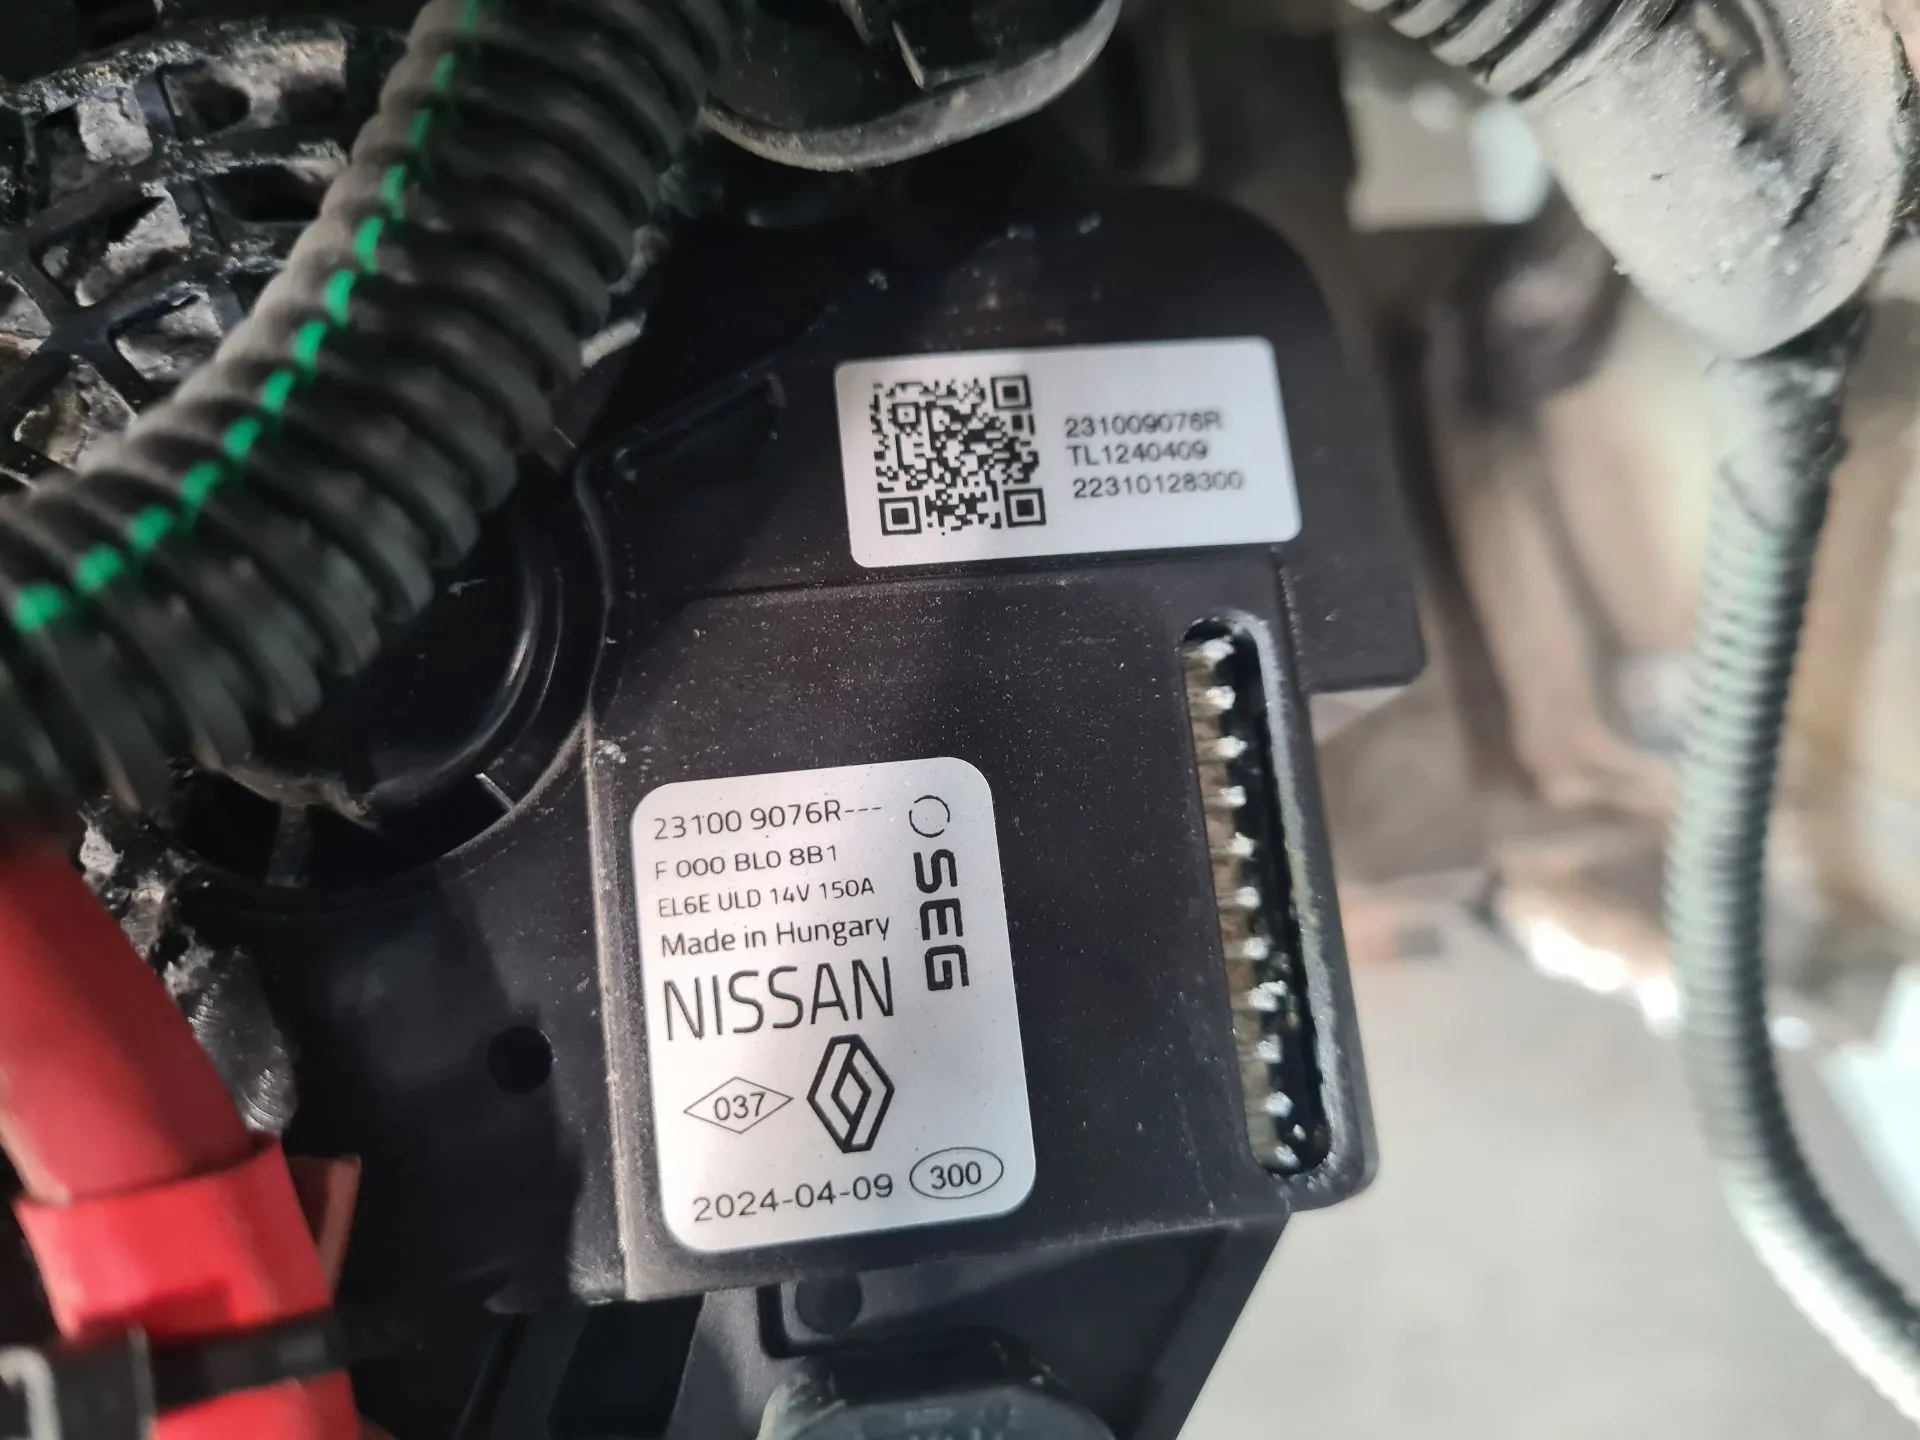 231009076R
TL1240409
22310128300
23100 9076R---
F 000 BL0 8B1
EL6E ULD 14V 150A
Made in Hungary
NISSAN
SEG
037
2024-04-09
300